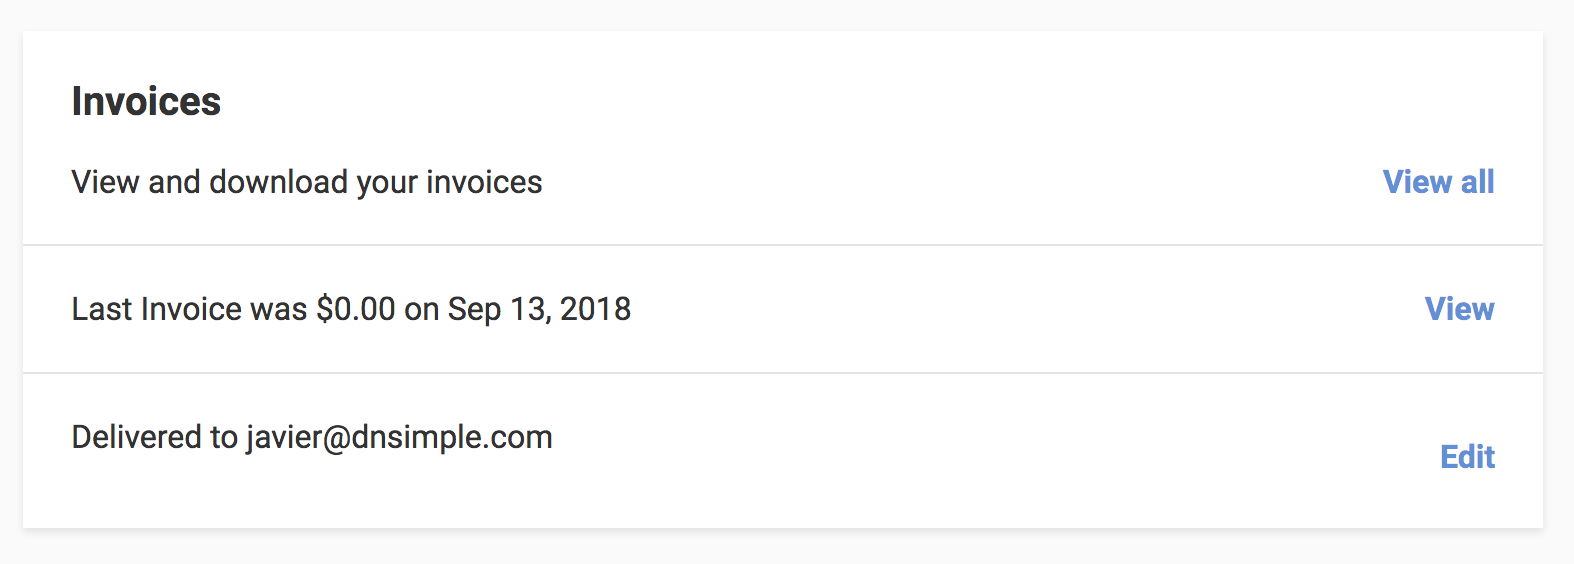 Invoices
View and download your invoices View all
Last Invoice was $0.00 on Sep 13, 2018 View
Delivered to javier@dnsimple.com
Edit